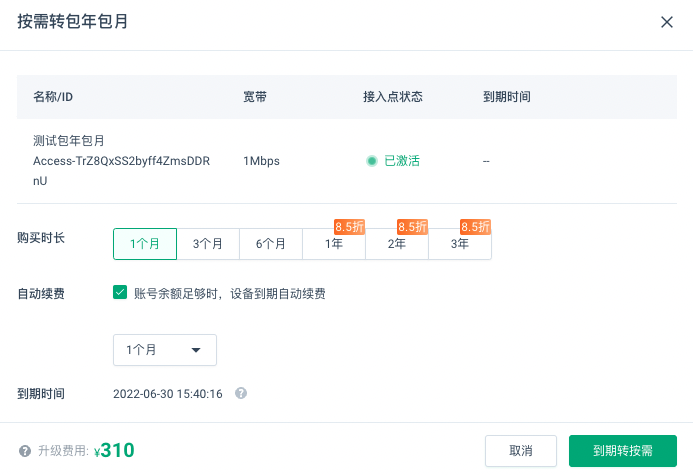 按需转包年包月
名称/ID 宽带 接入点状态 到期时间
测试包年包月
Access-TrZ8QxSS2byff4ZmsDDR
nU
1Mbps 已激活 --
购买时长 1个月 3个月 6个月 1年 8.5折 2年 8.5折 3年 8.5折
自动续费 账号余额足够时，设备到期自动续费
1个月
到期时间 2022-06-30 15:40:16 ?
? 升级费用: ¥310 取消 到期转按需